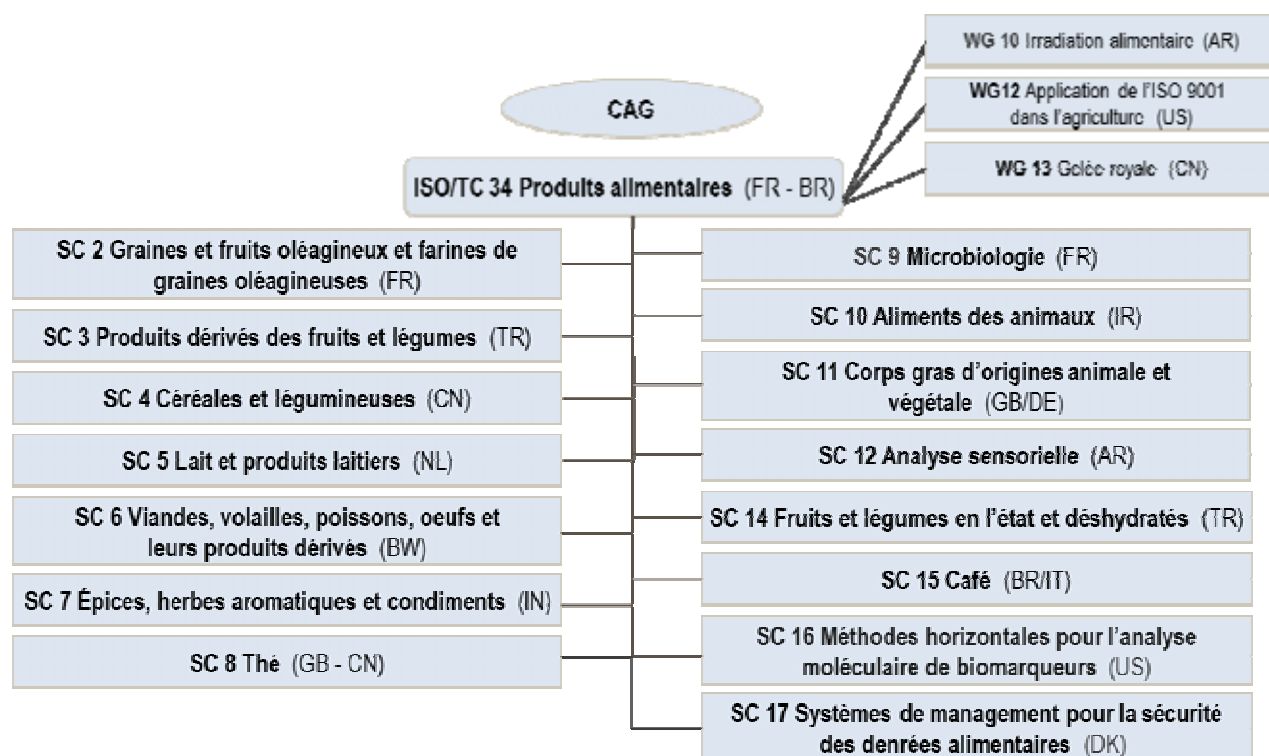 WG 10 Irradiation alimentaire (AR)
WG12 Application de l'ISO 9001
dans l'agriculture (US)
WG 13 Gelée royale (CN)
CAG
ISO/TC 34 Produits alimentaires (FR - BR)
SC 2 Graines et fruits oléagineux et farines de
graines oléagineuses (FR)
SC 3 Produits dérivés des fruits et légumes (TR)
SC 4 Céréales et légumineuses (CN)
SC 5 Lait et produits laitiers (NL)
SC 6 Viandes, volailles, poissons, oeufs et
leurs produits dérivés (BW)
SC 7 Épices, herbes aromatiques et condiments (IN)
SC 8 Thé (GB - CN)
SC 9 Microbiologie (FR)
SC 10 Aliments des animaux (IR)
SC 11 Corps gras d'origines animale et
végétale (GB/DE)
SC 12 Analyse sensorielle (AR)
SC 14 Fruits et légumes en l'état et déshydratés (TR)
SC 15 Café (BR/IT)
SC 16 Méthodes horizontales pour l'analyse
moléculaire de biomarqueurs (US)
SC 17 Systèmes de management pour la sécurité
des denrées alimentaires (DK)